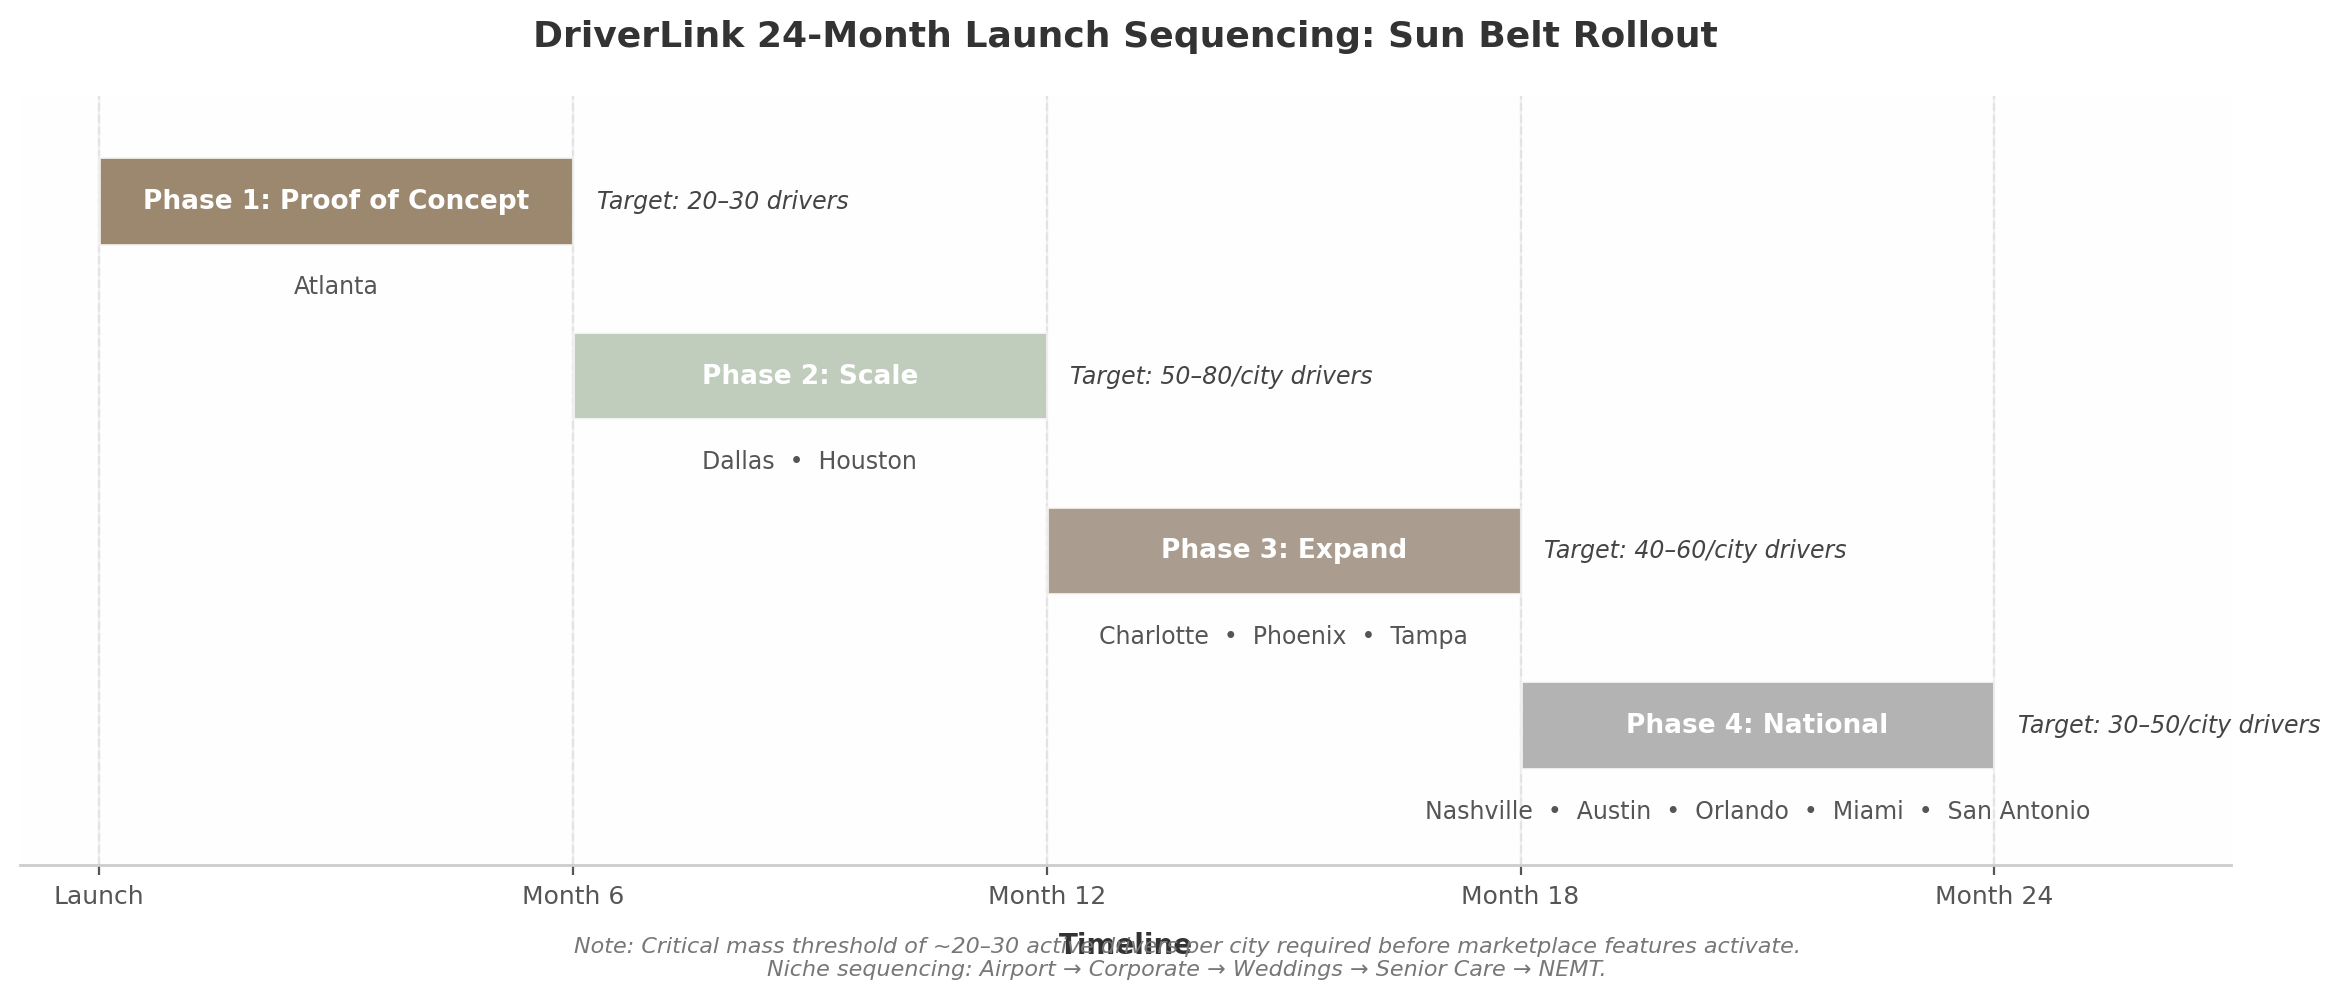 DriverLink 24-Month Launch Sequencing: Sun Belt Rollout
Phase 1: Proof of Concept
Target: 20–30 drivers
Atlanta
Phase 2: Scale
Target: 50–80/city drivers
Dallas • Houston
Phase 3: Expand
Target: 40–60/city drivers
Charlotte • Phoenix • Tampa
Phase 4: National
Target: 30–50/city drivers
Nashville • Austin • Orlando • Miami • San Antonio
Launch
Month 6
Month 12
Month 18
Month 24
Timeline
Note: Critical mass threshold of ~20–30 active drivers per city required before marketplace features activate.
Niche sequencing: Airport → Corporate → Weddings → Senior Care → NEMT.